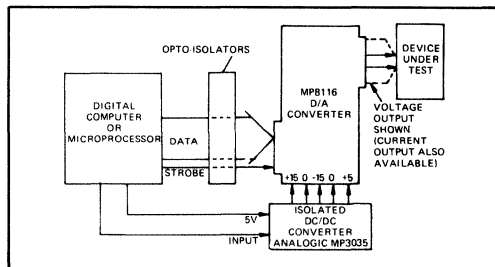 OPTO-ISOLATORS
DIGITAL
COMPUTER
OR
MICROPROCESSOR
DATA
STROBE
MP8116
D/A
CONVERTER
+15 0 -15 0 +5
DEVICE
UNDER
TEST
VOLTAGE
OUTPUT
SHOWN
(CURRENT
OUTPUT ALSO
AVAILABLE)
5V
INPUT
ISOLATED
DC/DC
CONVERTER
ANALOGIC MP3035